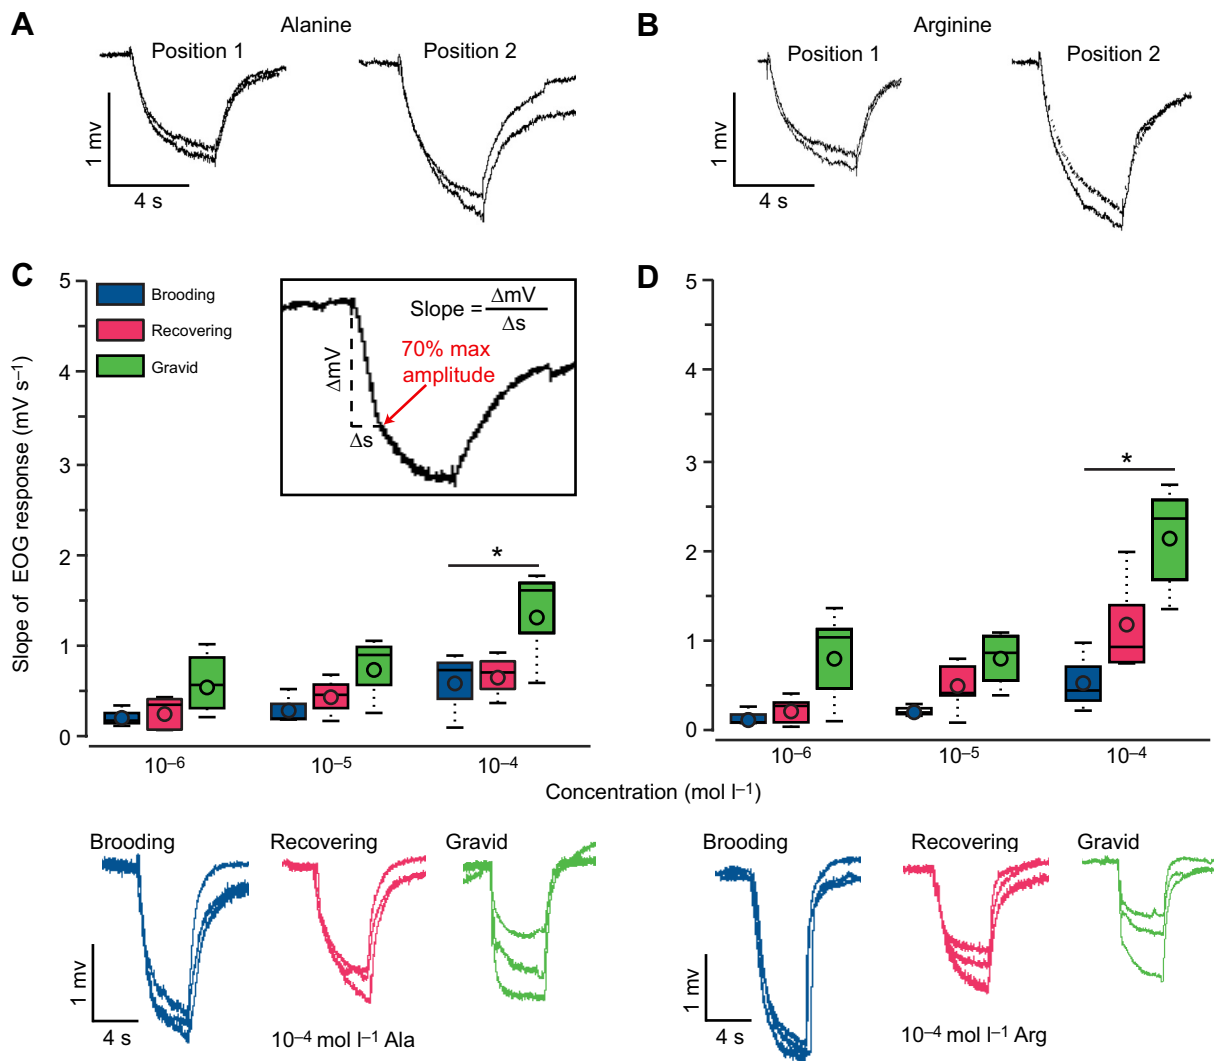 A
Alanine
Position 1
Position 2
1 mv
4 s
B
Arginine
Position 1
Position 2
1 mv
4 s
C
Slope of EOG response (mV s–1)
5
4
3
2
1
0
Brooding
Recovering
Gravid
Slope = ΔmV
Δs
70% max
amplitude
ΔmV
Δs
*
10–6
10–5
10–4
D
5
4
3
2
1
0
*
10–6
10–5
10–4
Concentration (mol l–1)
Brooding
Recovering
Gravid
1 mv
4 s
10–4 mol l–1 Ala
Brooding
Recovering
Gravid
1 mv
4 s
10–4 mol l–1 Arg